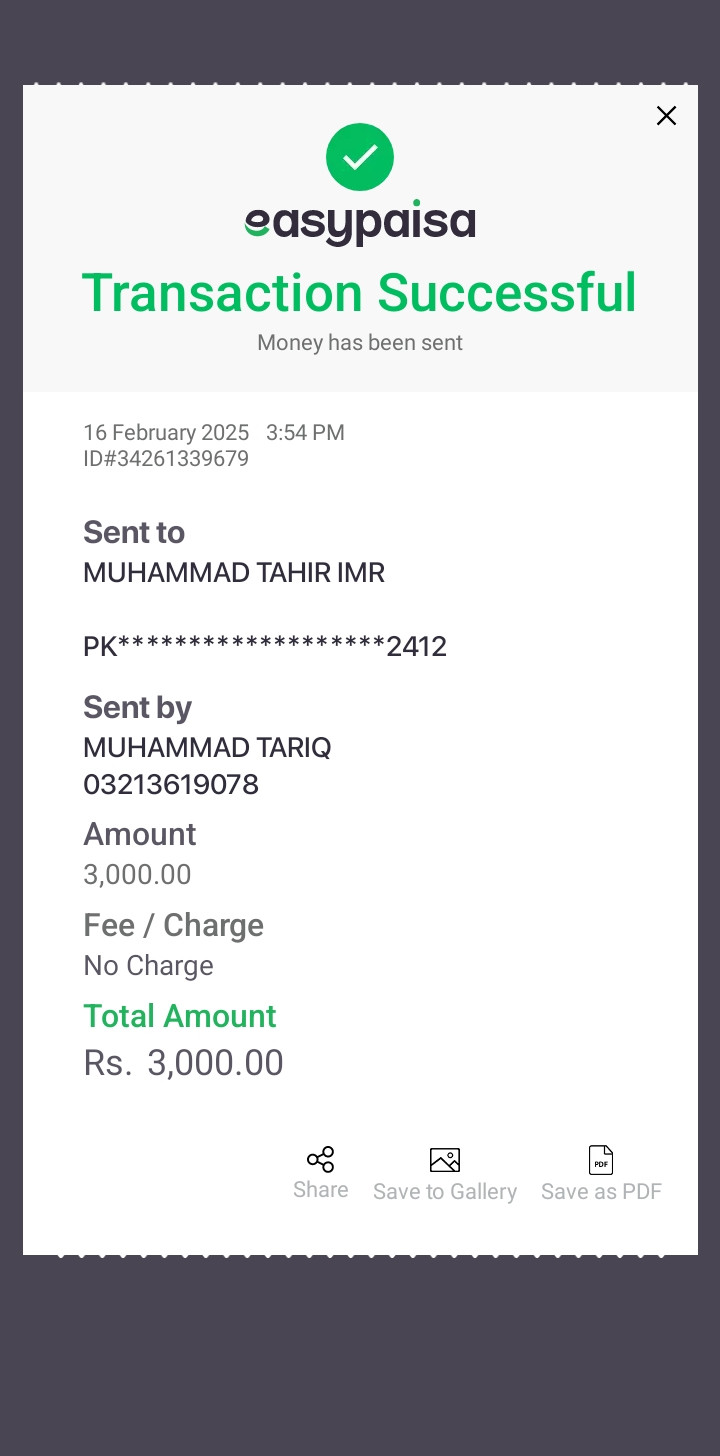 easypaisa
Transaction Successful
Money has been sent
16 February 2025 3:54 PM
ID#34261339679
Sent to
MUHAMMAD TAHIR IMR
PK*******************2412
Sent by
MUHAMMAD TARIQ
03213619078
Amount
3,000.00
Fee / Charge
No Charge
Total Amount
Rs. 3,000.00
Share
Save to Gallery
PDF
Save as PDF